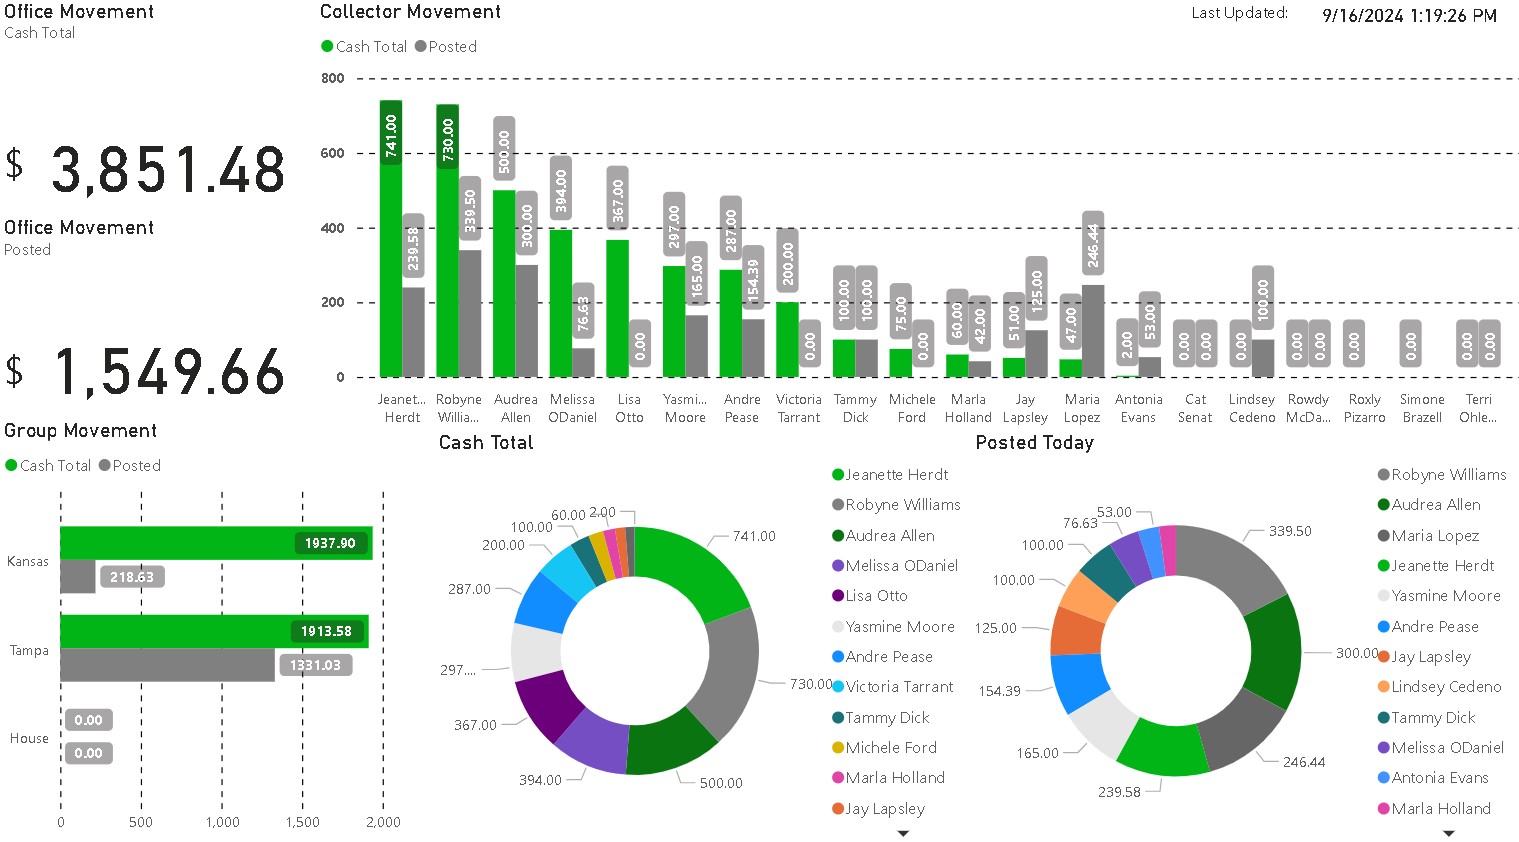 Office Movement
Cash Total
$ 3,851.48
Office Movement
Posted
$ 1,549.66
Collector Movement
Cash Total Posted
Last Updated: 9/16/2024 1:19:26 PM
800
600
400
200
0
741.00 239.58
730.00 339.50
500.00 300.00
394.00 76.63
367.00 0.00
297.00 165.00
287.00 154.39
200.00 0.00
100.00 100.00
75.00 0.00
60.00 42.00
51.00 125.00
47.00 246.44
2.00 53.00
0.00 0.00
0.00 100.00
0.00 0.00
0.00
0.00
0.00 0.00
Jeanet... Herdt
Robyne Willia...
Audrea Allen
Melissa ODaniel
Lisa Otto
Yasmi... Moore
Andre Pease
Victoria Tarrant
Tammy Dick
Michele Ford
Marla Holland
Jay Lapsley
Maria Lopez
Antonia Evans
Cat Senat
Lindsey Cedeno
Rowdy McDa...
Roxly Pizarro
Simone Brazell
Terri Ohle...
Group Movement
Cash Total Posted
Kansas
1937.90
218.63
Tampa
1913.58
1331.03
House
0.00
0.00
0 500 1,000 1,500 2,000
Cash Total
741.00
730.00
500.00
394.00
367.00
297....
287.00
200.00
100.00
60.00
2.00
Jeanette Herdt
Robyne Williams
Audrea Allen
Melissa ODaniel
Lisa Otto
Yasmine Moore
Andre Pease
Victoria Tarrant
Tammy Dick
Michele Ford
Marla Holland
Jay Lapsley
Posted Today
339.50
300.00
246.44
239.58
165.00
154.39
125.00
100.00
100.00
76.63
53.00
Robyne Williams
Audrea Allen
Maria Lopez
Jeanette Herdt
Yasmine Moore
Andre Pease
Jay Lapsley
Lindsey Cedeno
Tammy Dick
Melissa ODaniel
Antonia Evans
Marla Holland